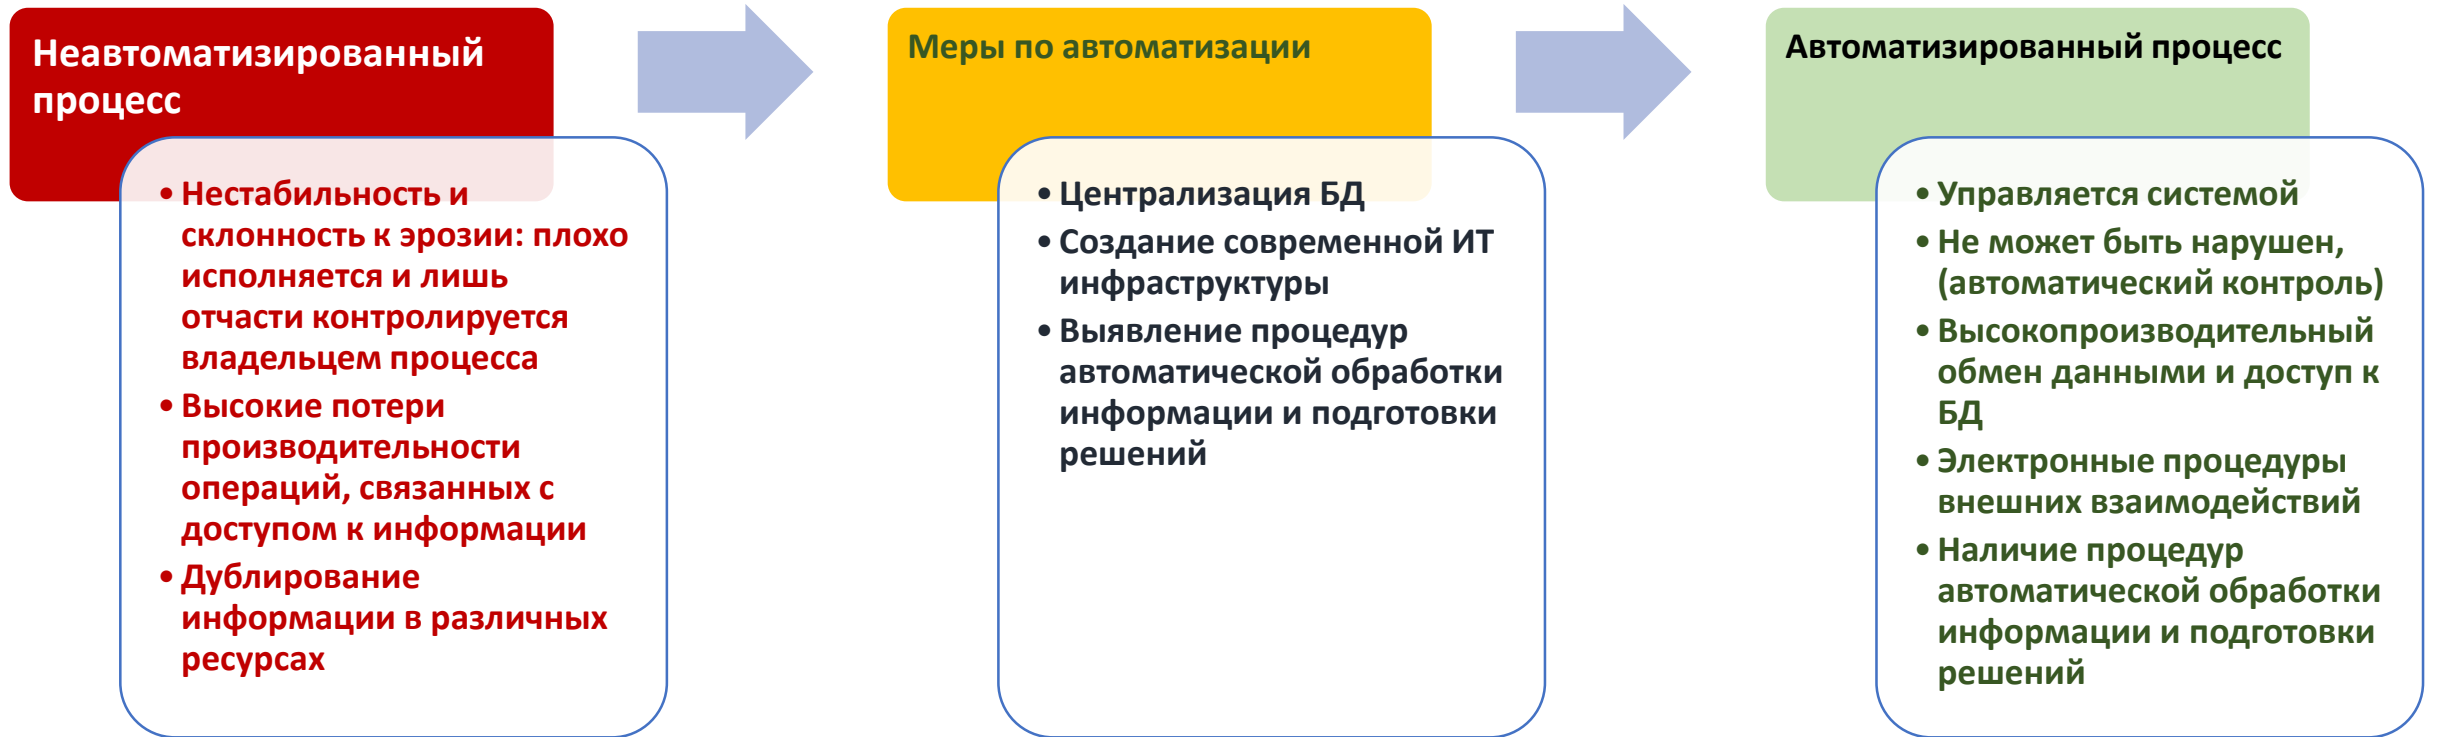 Неавтоматизированный
процесс
• Нестабильность и
склонность к эрозии: плохо
исполняется и лишь
отчасти контролируется
владельцем процесса
• Высокие потери
производительности
операций, связанных с
доступом к информации
• Дублирование
информации в различных
ресурсах
Меры по автоматизации
• Централизация БД
• Создание современной ИТ
инфраструктуры
• Выявление процедур
автоматической обработки
информации и подготовки
решений
Автоматизированный процесс
• Управляется системой
• Не может быть нарушен,
(автоматический контроль)
• Высокопроизводительный
обмен данными и доступ к
БД
• Электронные процедуры
внешних взаимодействий
• Наличие процедур
автоматической обработки
информации и подготовки
решений